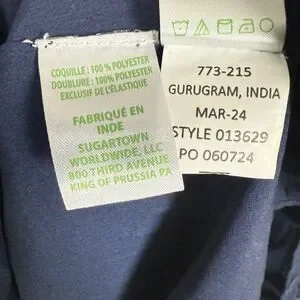 COQUILLE: 100 % POLYESTER
DOUBLURE: 100% POLYESTER
EXCLUSIF DE L'ÉLASTIQUE
FABRIQUÉ EN
INDE
SUGARTOWN
WORLDWIDE, LLC
800 THIRD AVENUE
KING OF PRUSSIA PA
773-215
GURUGRAM, INDIA
MAR-24
STYLE 013629
PO 060724